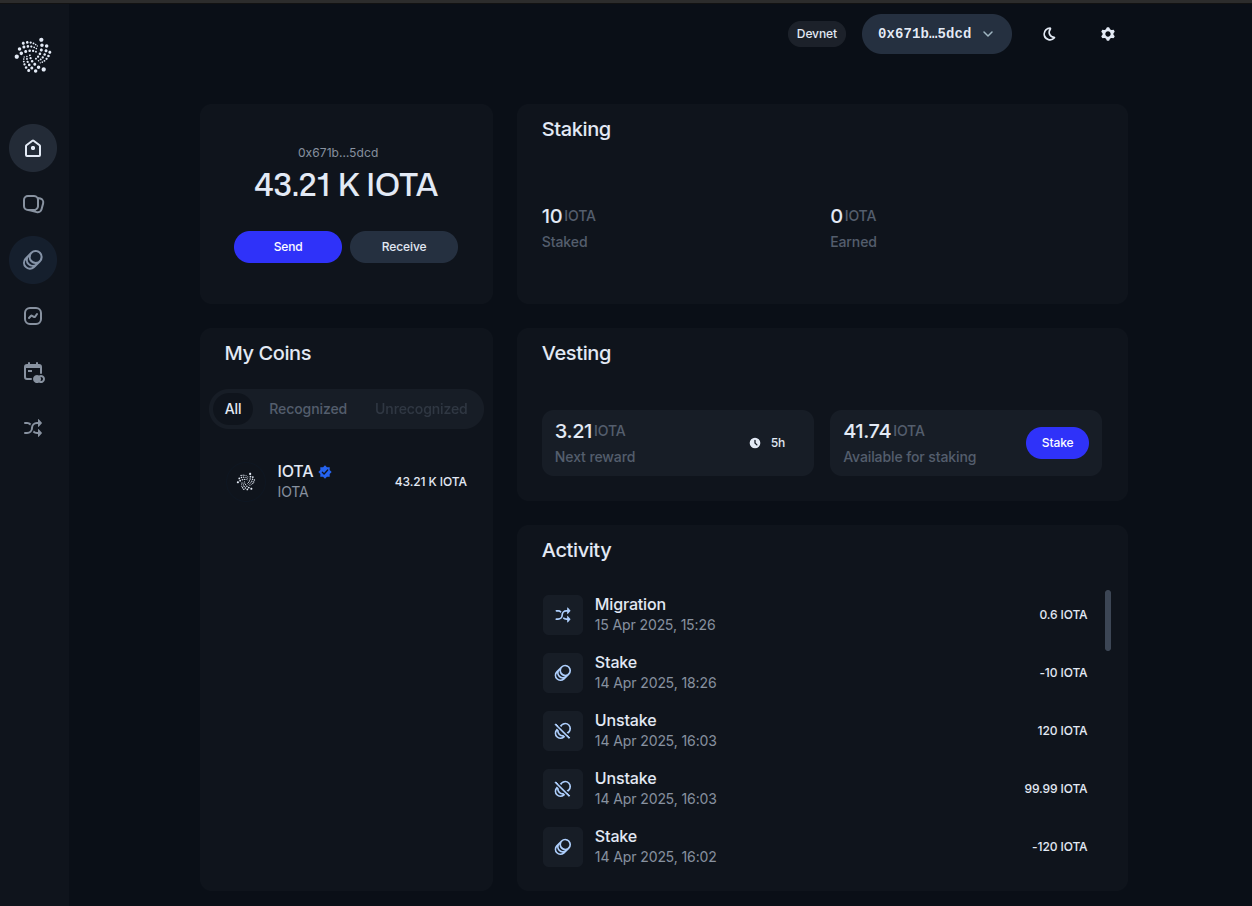 Devnet
0x671b…5dcd
0x671b...5dcd
43.21 K IOTA
Send
Receive
Staking
10 IOTA
Staked
0 IOTA
Earned
My Coins
All
Recognized
Unrecognized
IOTA
IOTA
43.21 K IOTA
Vesting
3.21 IOTA
Next reward
5h
41.74 IOTA
Available for staking
Stake
Activity
Migration
15 Apr 2025, 15:26
0.6 IOTA
Stake
14 Apr 2025, 18:26
-10 IOTA
Unstake
14 Apr 2025, 16:03
120 IOTA
Unstake
14 Apr 2025, 16:03
99.99 IOTA
Stake
14 Apr 2025, 16:02
-120 IOTA